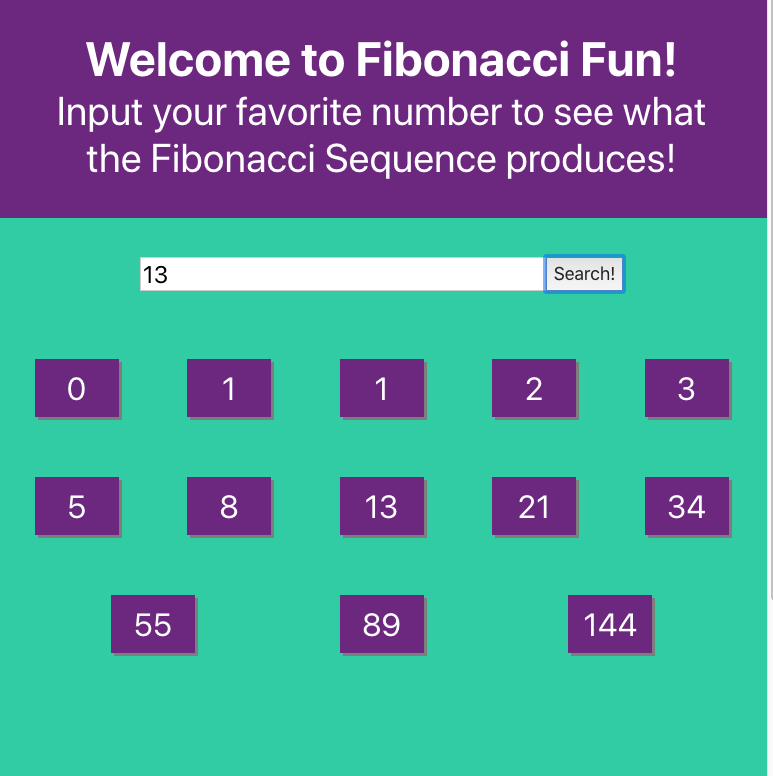 Welcome to Fibonacci Fun!
Input your favorite number to see what
the Fibonacci Sequence produces!
13 Search!
0 1 1 2 3
5 8 13 21 34
55 89 144